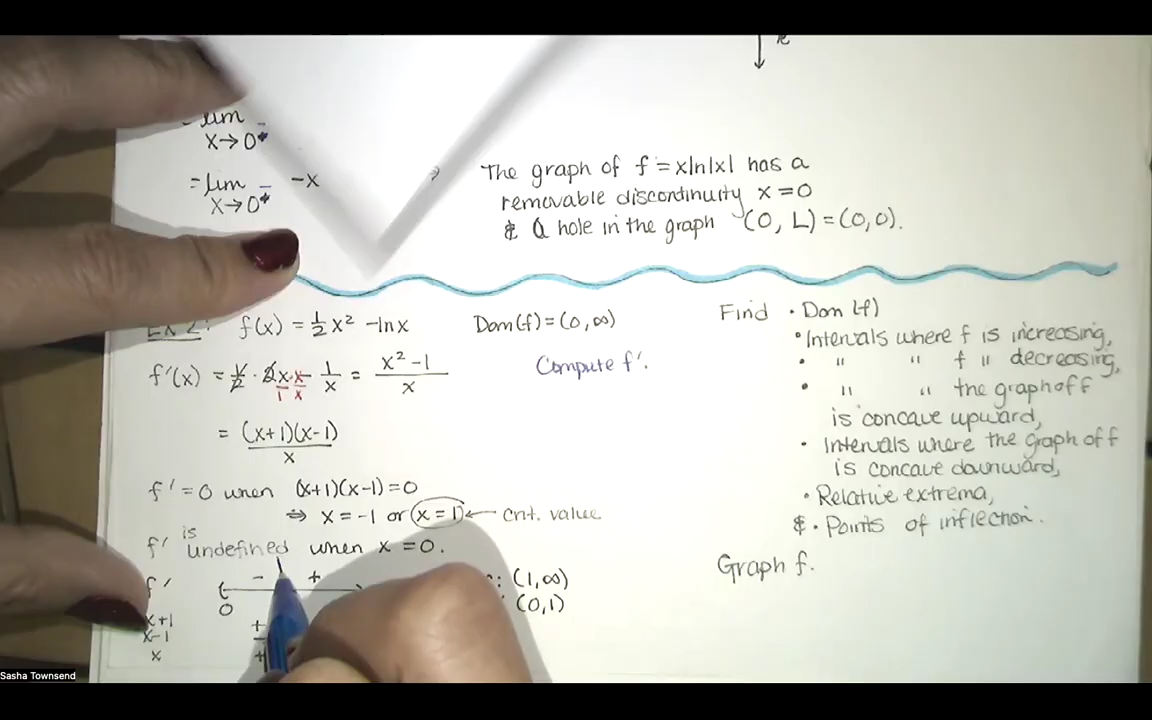 = lim
x→0⁺
= lim -x
x→0⁺
The graph of f = x ln|x| has a
removable discontinuity x = 0
& a hole in the graph (0, L) = (0,0).
Ex 2: f(x) = ½x² - lnx Dom(f) = (0, ∞)
f'(x) = ½ · 2x · x/x - 1/x = (x² - 1)/x
Compute f'.
= (x+1)(x-1)/x
f' = 0 when (x+1)(x-1) = 0
⇔ x = -1 or x = 1 ← crit. value
f' is undefined when x = 0.
f' - +
0
x+1 +
x-1 -
x +
: (1, ∞)
: (0, 1)
Find · Dom(f)
· Intervals where f is increasing,
· " " f " decreasing,
· " " the graph of f
is concave upward,
· Intervals where the graph of f
is concave downward,
· Relative extrema,
& · Points of inflection.
Graph f.
Sasha Townsend